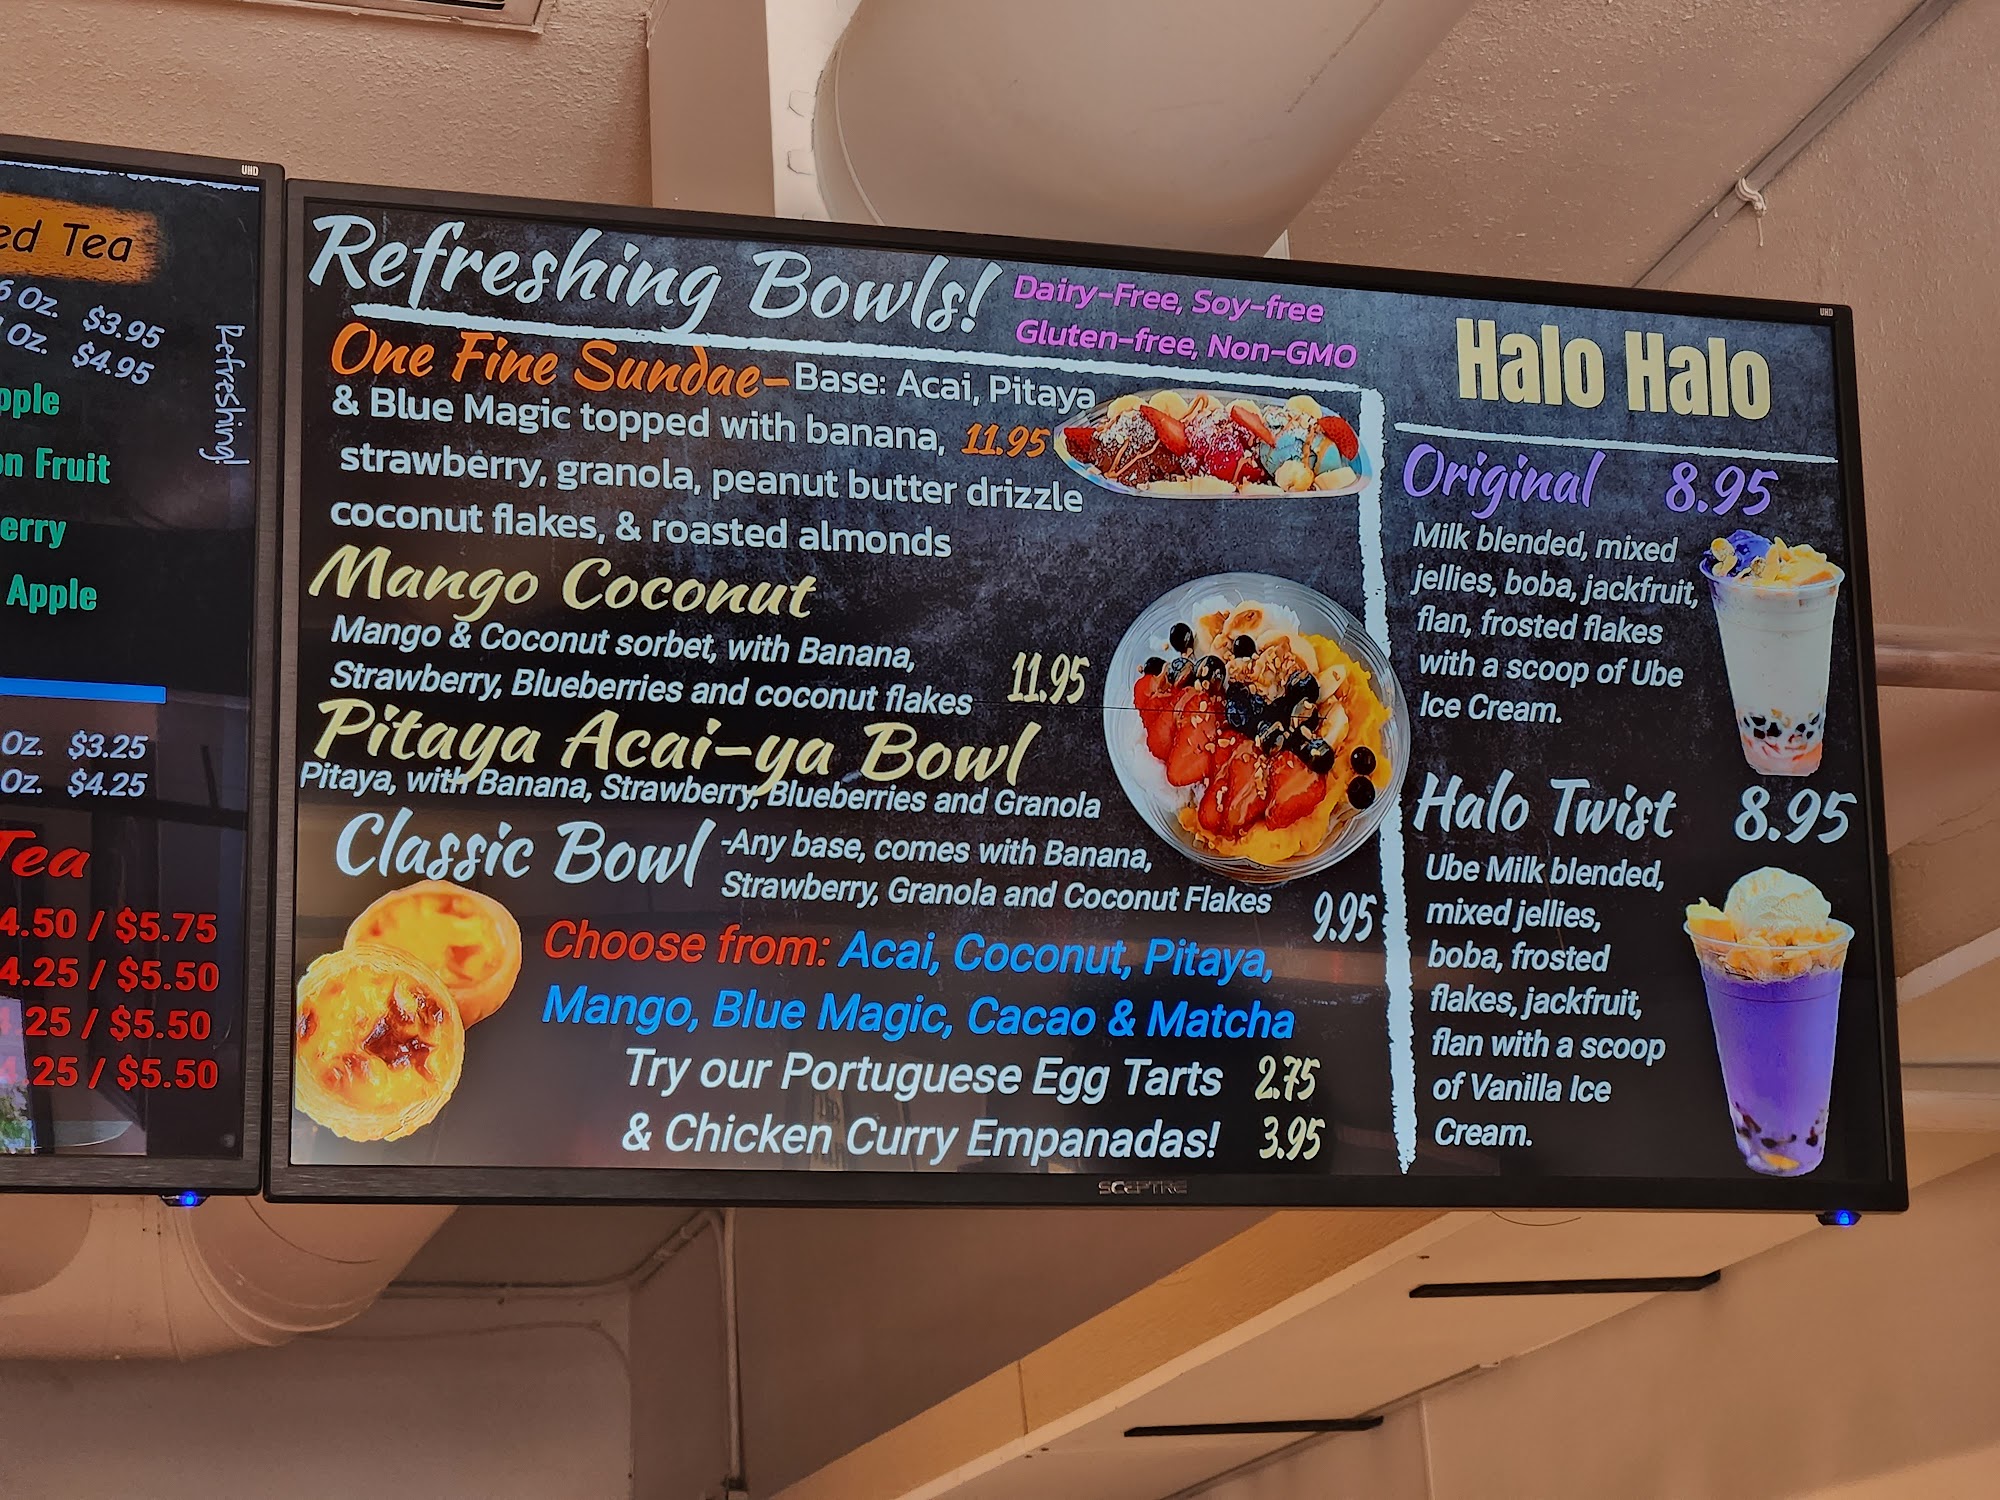 ed Tea
6 Oz. $3.95
Oz. $4.95
Refreshing!
pple
on Fruit
erry
Apple
Oz. $3.25
Oz. $4.25
Tea
4.50 / $5.75
4.25 / $5.50
4.25 / $5.50
4.25 / $5.50
UHD
Refreshing Bowls!
Dairy-Free, Soy-free
Gluten-free, Non-GMO
One Fine Sundae-Base: Acai, Pitaya
& Blue Magic topped with banana, 11.95
strawberry, granola, peanut butter drizzle
coconut flakes, & roasted almonds
Mango Coconut
Mango & Coconut sorbet, with Banana,
Strawberry, Blueberries and coconut flakes 11.95
Pitaya Acai-ya Bowl
Pitaya, with Banana, Strawberry, Blueberries and Granola
Classic Bowl -Any base, comes with Banana,
Strawberry, Granola and Coconut Flakes 9.95
Choose from: Acai, Coconut, Pitaya,
Mango, Blue Magic, Cacao & Matcha
Try our Portuguese Egg Tarts 2.75
& Chicken Curry Empanadas! 3.95
Halo Halo
Original 8.95
Milk blended, mixed
jellies, boba, jackfruit,
flan, frosted flakes
with a scoop of Ube
Ice Cream.
Halo Twist 8.95
Ube Milk blended,
mixed jellies,
boba, frosted
flakes, jackfruit,
flan with a scoop
of Vanilla Ice
Cream.
UHD
SCEPTRE